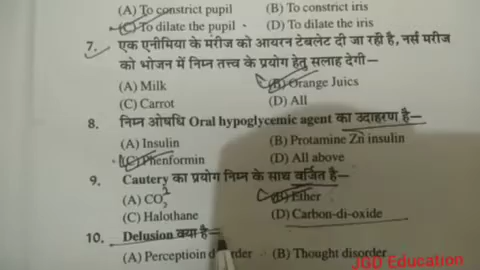 (A) To constrict pupil (B) To constrict iris
(C) To dilate the pupil (D) To dilate the iris
7. एक एनीमिया के मरीज को आयरन टेबलेट दी जा रही है, नर्स मरीज
को भोजन में निम्न तत्त्व के प्रयोग हेतु सलाह देगी—
(A) Milk (B) Orange Juics
(C) Carrot (D) All
8. निम्न ओषधि Oral hypoglycemic agent का उदाहरण है-
(A) Insulin (B) Protamine Zn insulin
(C) Phenformin (D) All above
9. Cautery का प्रयोग निम्न के साथ वर्जित है-
(A) CO2 (B) Ether
(C) Halothane (D) Carbon-di-oxide
10. Delusion क्या है-
(A) Perceptioin (B) Thought disorder
JGD Education